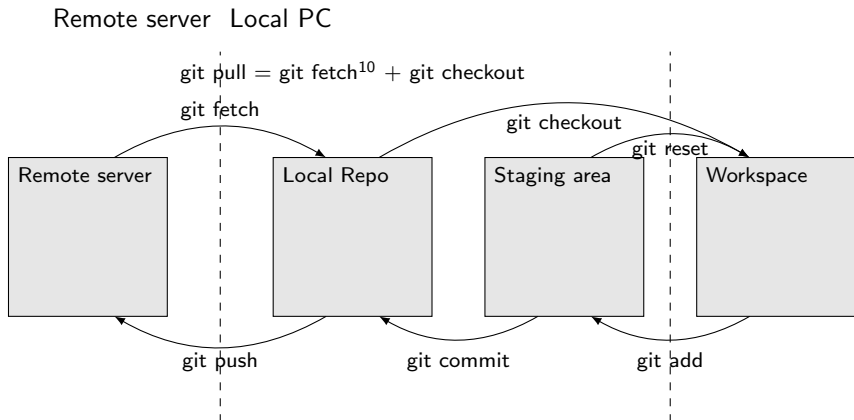 Remote server Local PC
git pull = git fetch¹⁰ + git checkout
git fetch
git checkout
git reset
Remote server
Local Repo
Staging area
Workspace
git push
git commit
git add